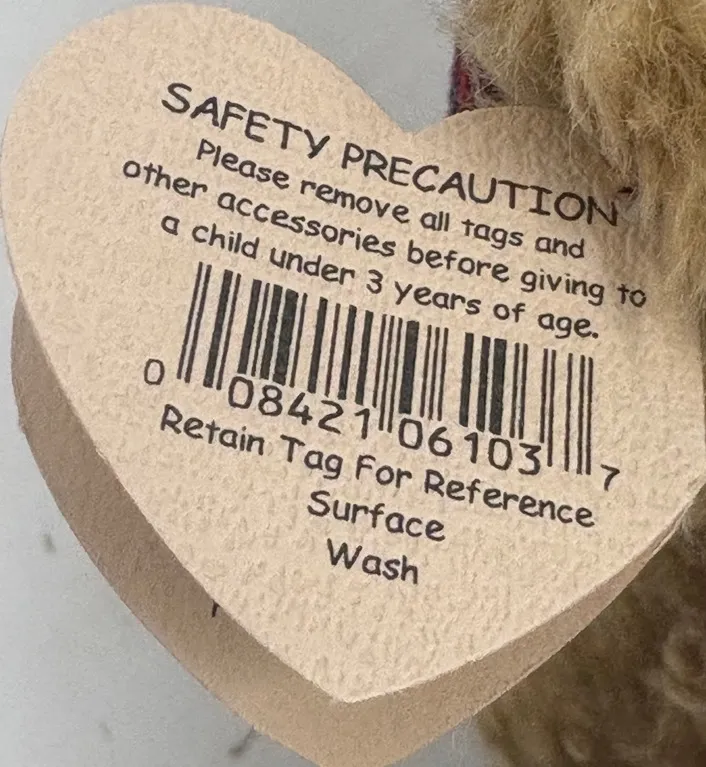 SAFETY PRECAUTION
Please remove all tags and
other accessories before giving to
a child under 3 years of age.
0 08421 06103 7
Retain Tag For Reference
Surface
Wash